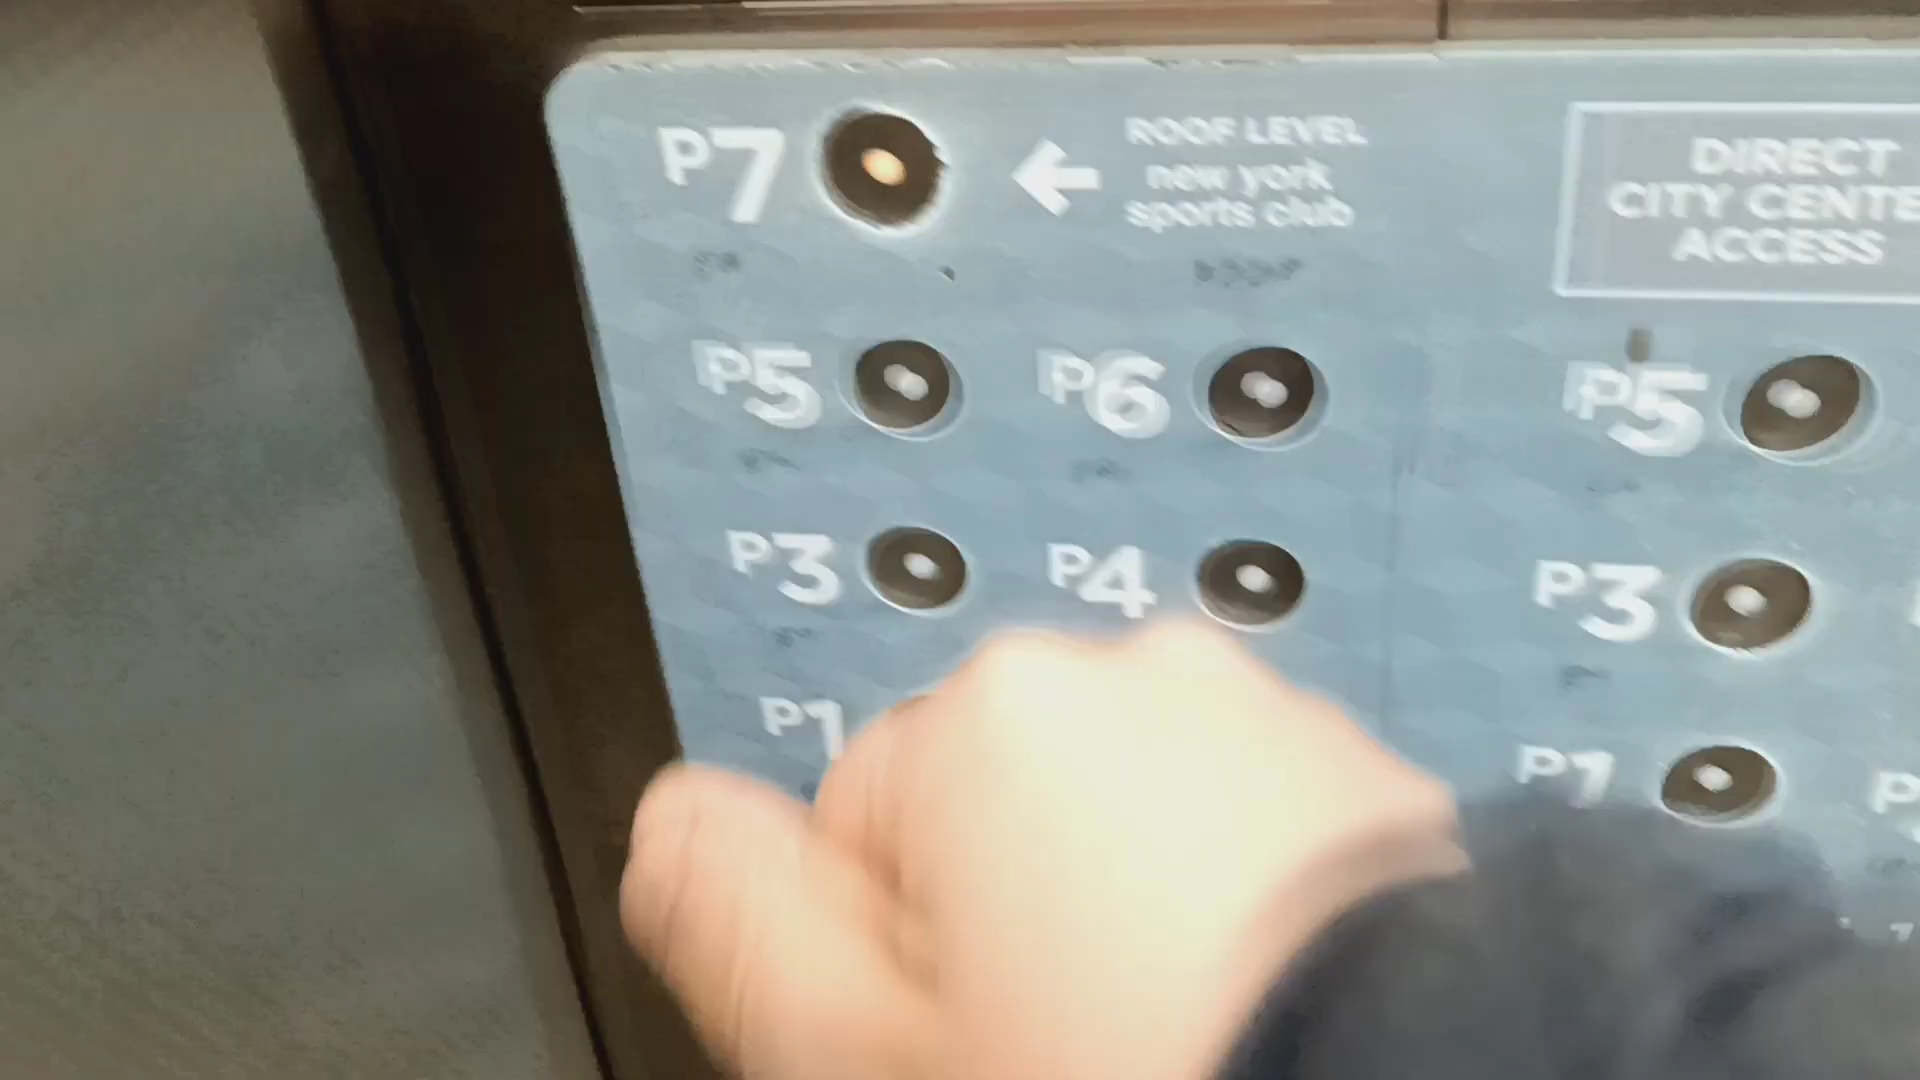 P7
ROOF LEVEL
new york
sports club
DIRECT
CITY CENTE
ACCESS
P5 P6 P5
P3 P4 P3
P1 P1